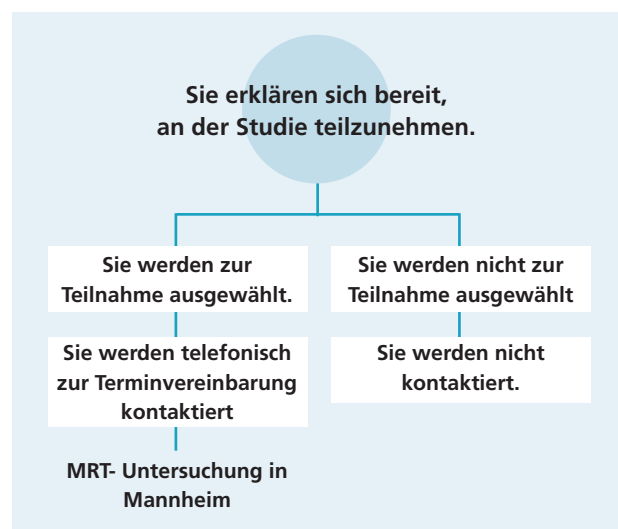 Sie erklären sich bereit,
an der Studie teilzunehmen.
Sie werden zur
Teilnahme ausgewählt.
Sie werden nicht zur
Teilnahme ausgewählt
Sie werden telefonisch
zur Terminvereinbarung
kontaktiert
Sie werden nicht
kontaktiert.
MRT- Untersuchung in
Mannheim